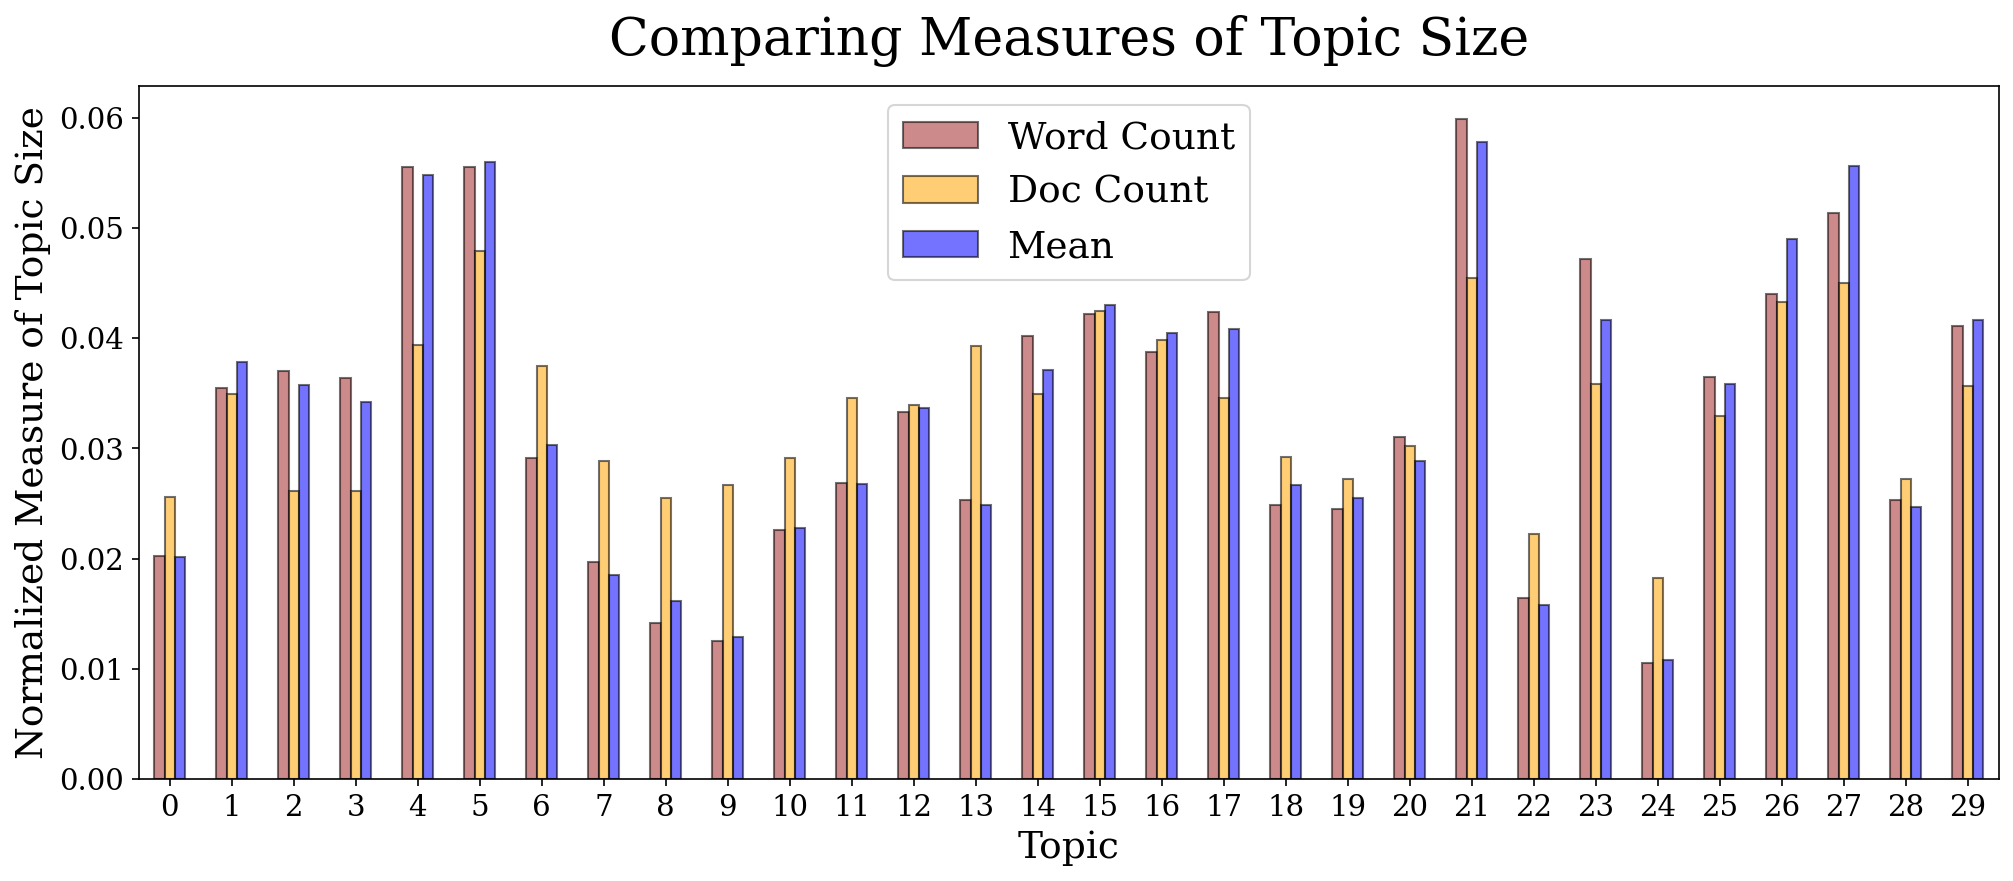 Comparing Measures of Topic Size
Normalized Measure of Topic Size
0.06
0.05
0.04
0.03
0.02
0.01
0.00
Word Count
Doc Count
Mean
0 1 2 3 4 5 6 7 8 9 10 11 12 13 14 15 16 17 18 19 20 21 22 23 24 25 26 27 28 29
Topic